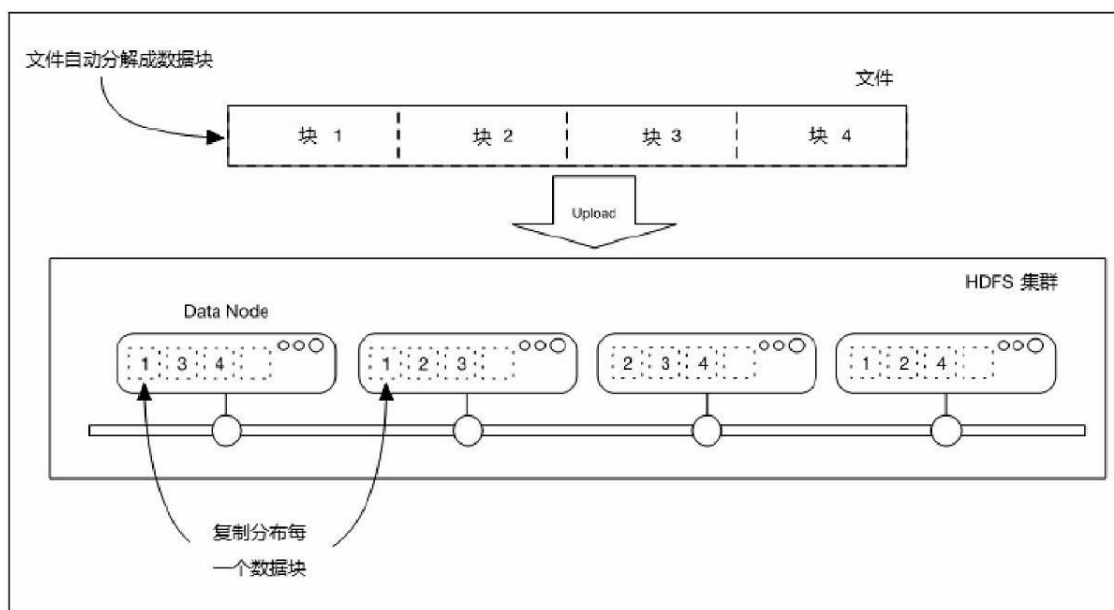 文件自动分解成数据块
文件
块 1 块 2 块 3 块 4
Upload
HDFS 集群
Data Node
1 3 4 1 2 3 2 3 4 1 2 4
复制分布每
一个数据块